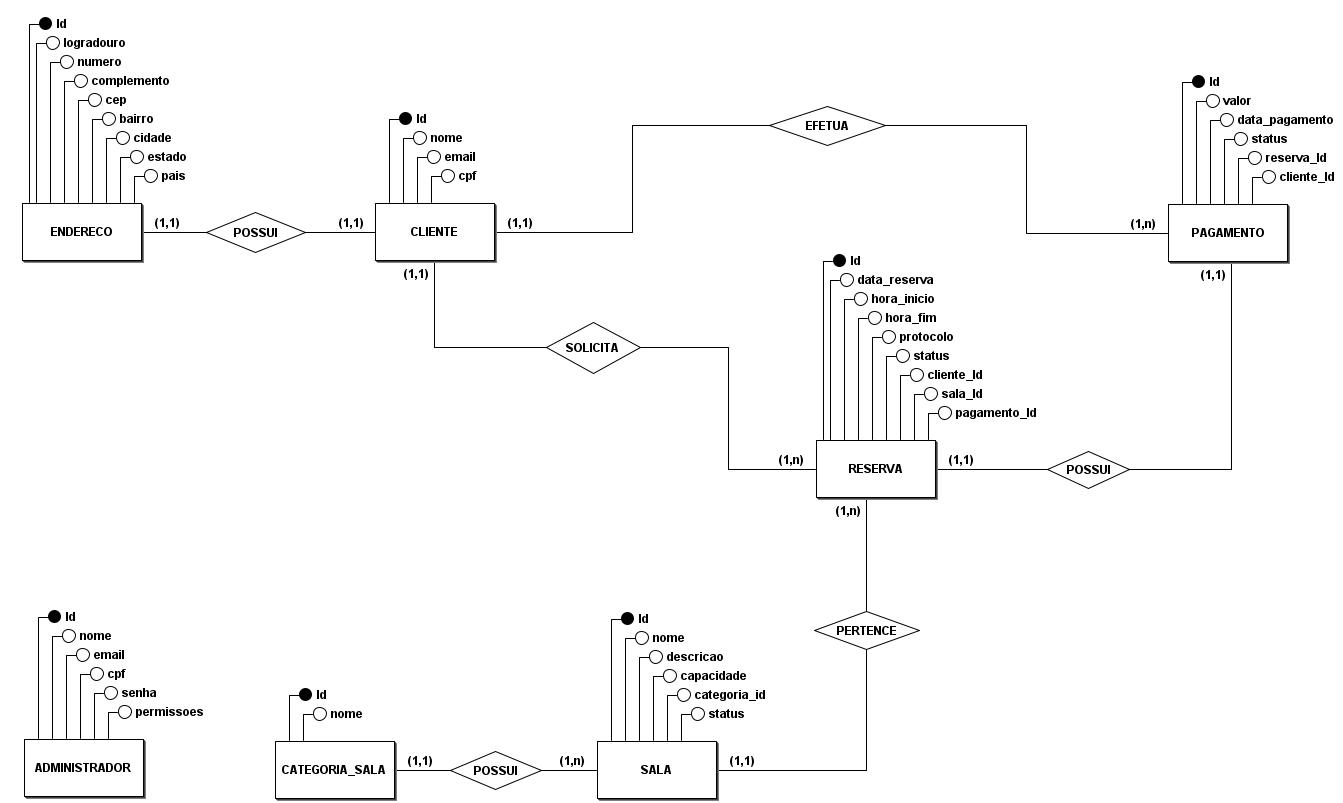 Id
logradouro
numero
complemento
cep
bairro
cidade
estado
pais
ENDERECO
(1,1)
POSSUI
(1,1)
Id
nome
email
cpf
CLIENTE
(1,1)
(1,1)
EFETUA
Id
valor
data_pagamento
status
reserva_Id
cliente_Id
(1,n)
PAGAMENTO
(1,1)
SOLICITA
Id
data_reserva
hora_inicio
hora_fim
protocolo
status
cliente_Id
sala_Id
pagamento_Id
(1,n)
RESERVA
(1,1)
POSSUI
(1,n)
PERTENCE
Id
nome
email
cpf
senha
permissoes
ADMINISTRADOR
Id
nome
CATEGORIA_SALA
(1,1)
POSSUI
(1,n)
Id
nome
descricao
capacidade
categoria_id
status
SALA
(1,1)